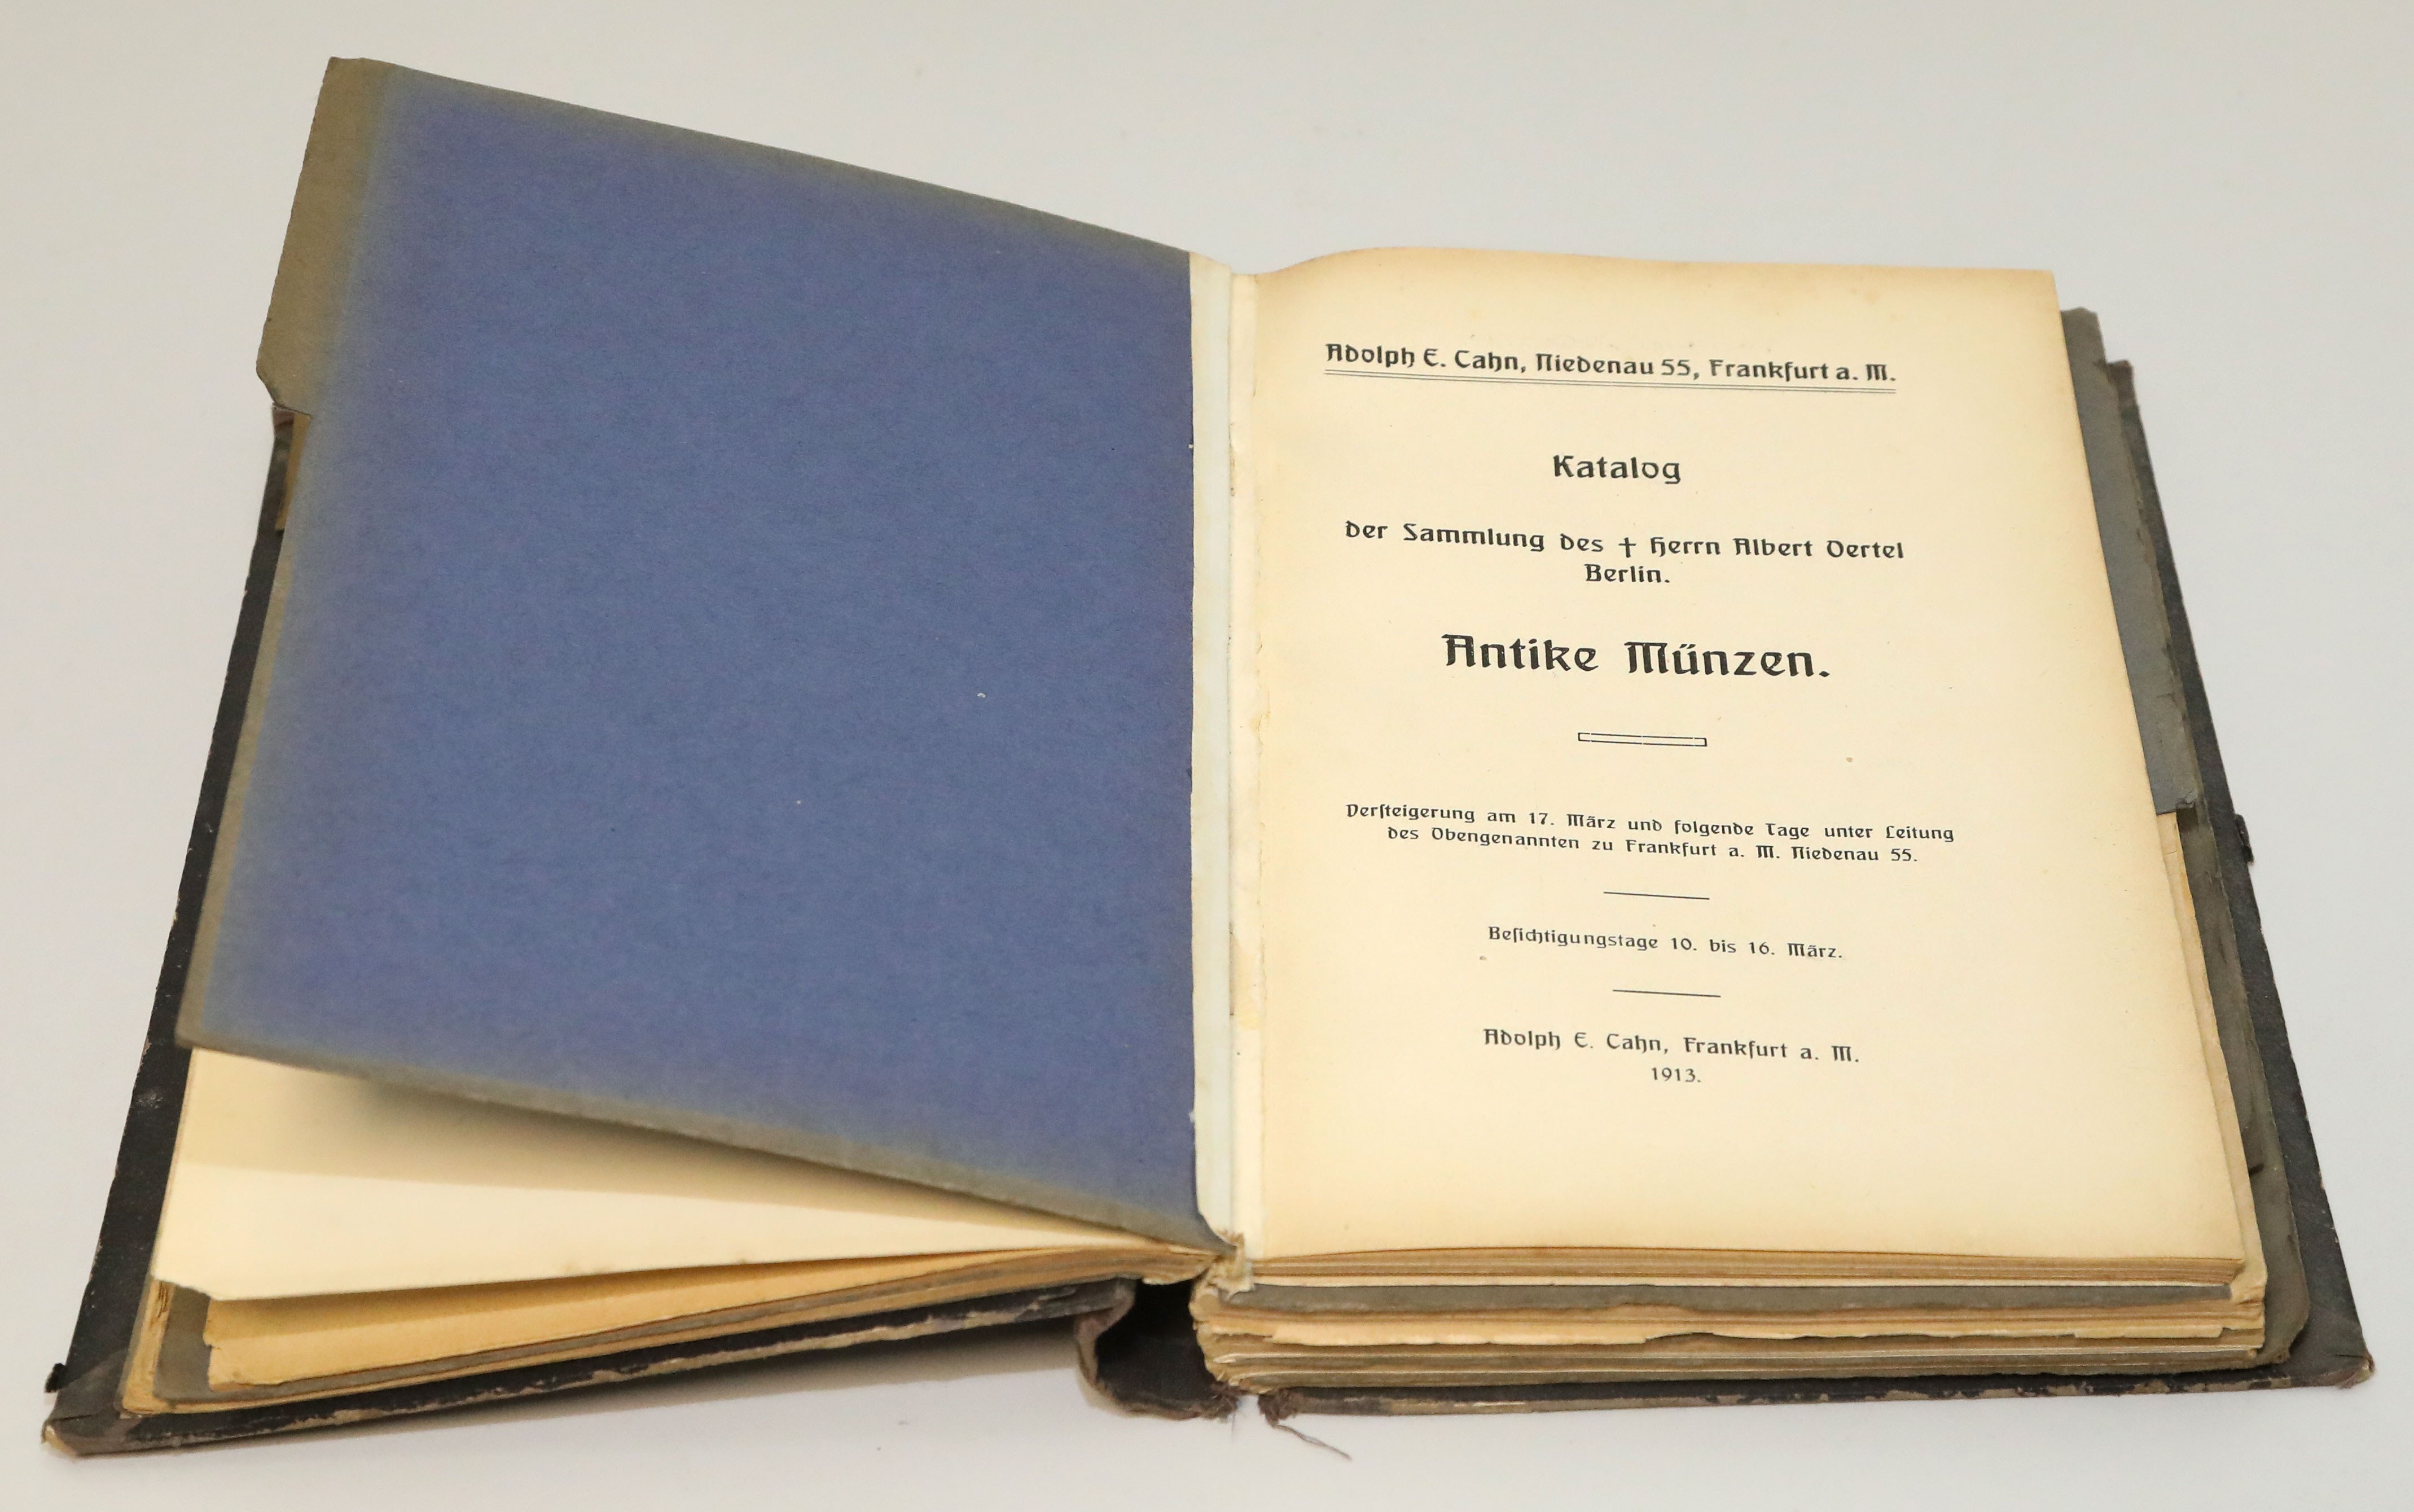 Adolph E. Cahn, Niedenau 55, Frankfurt a. M.
Katalog
der Sammlung des † Herrn Albert Oertel
Berlin.
Antike Münzen.
Verſteigerung am 17. März und folgende Tage unter Leitung
des Obengenannten zu Frankfurt a. M. Niedenau 55.
Beſichtigungstage 10. bis 16. März.
Adolph E. Cahn, Frankfurt a. M.
1913.